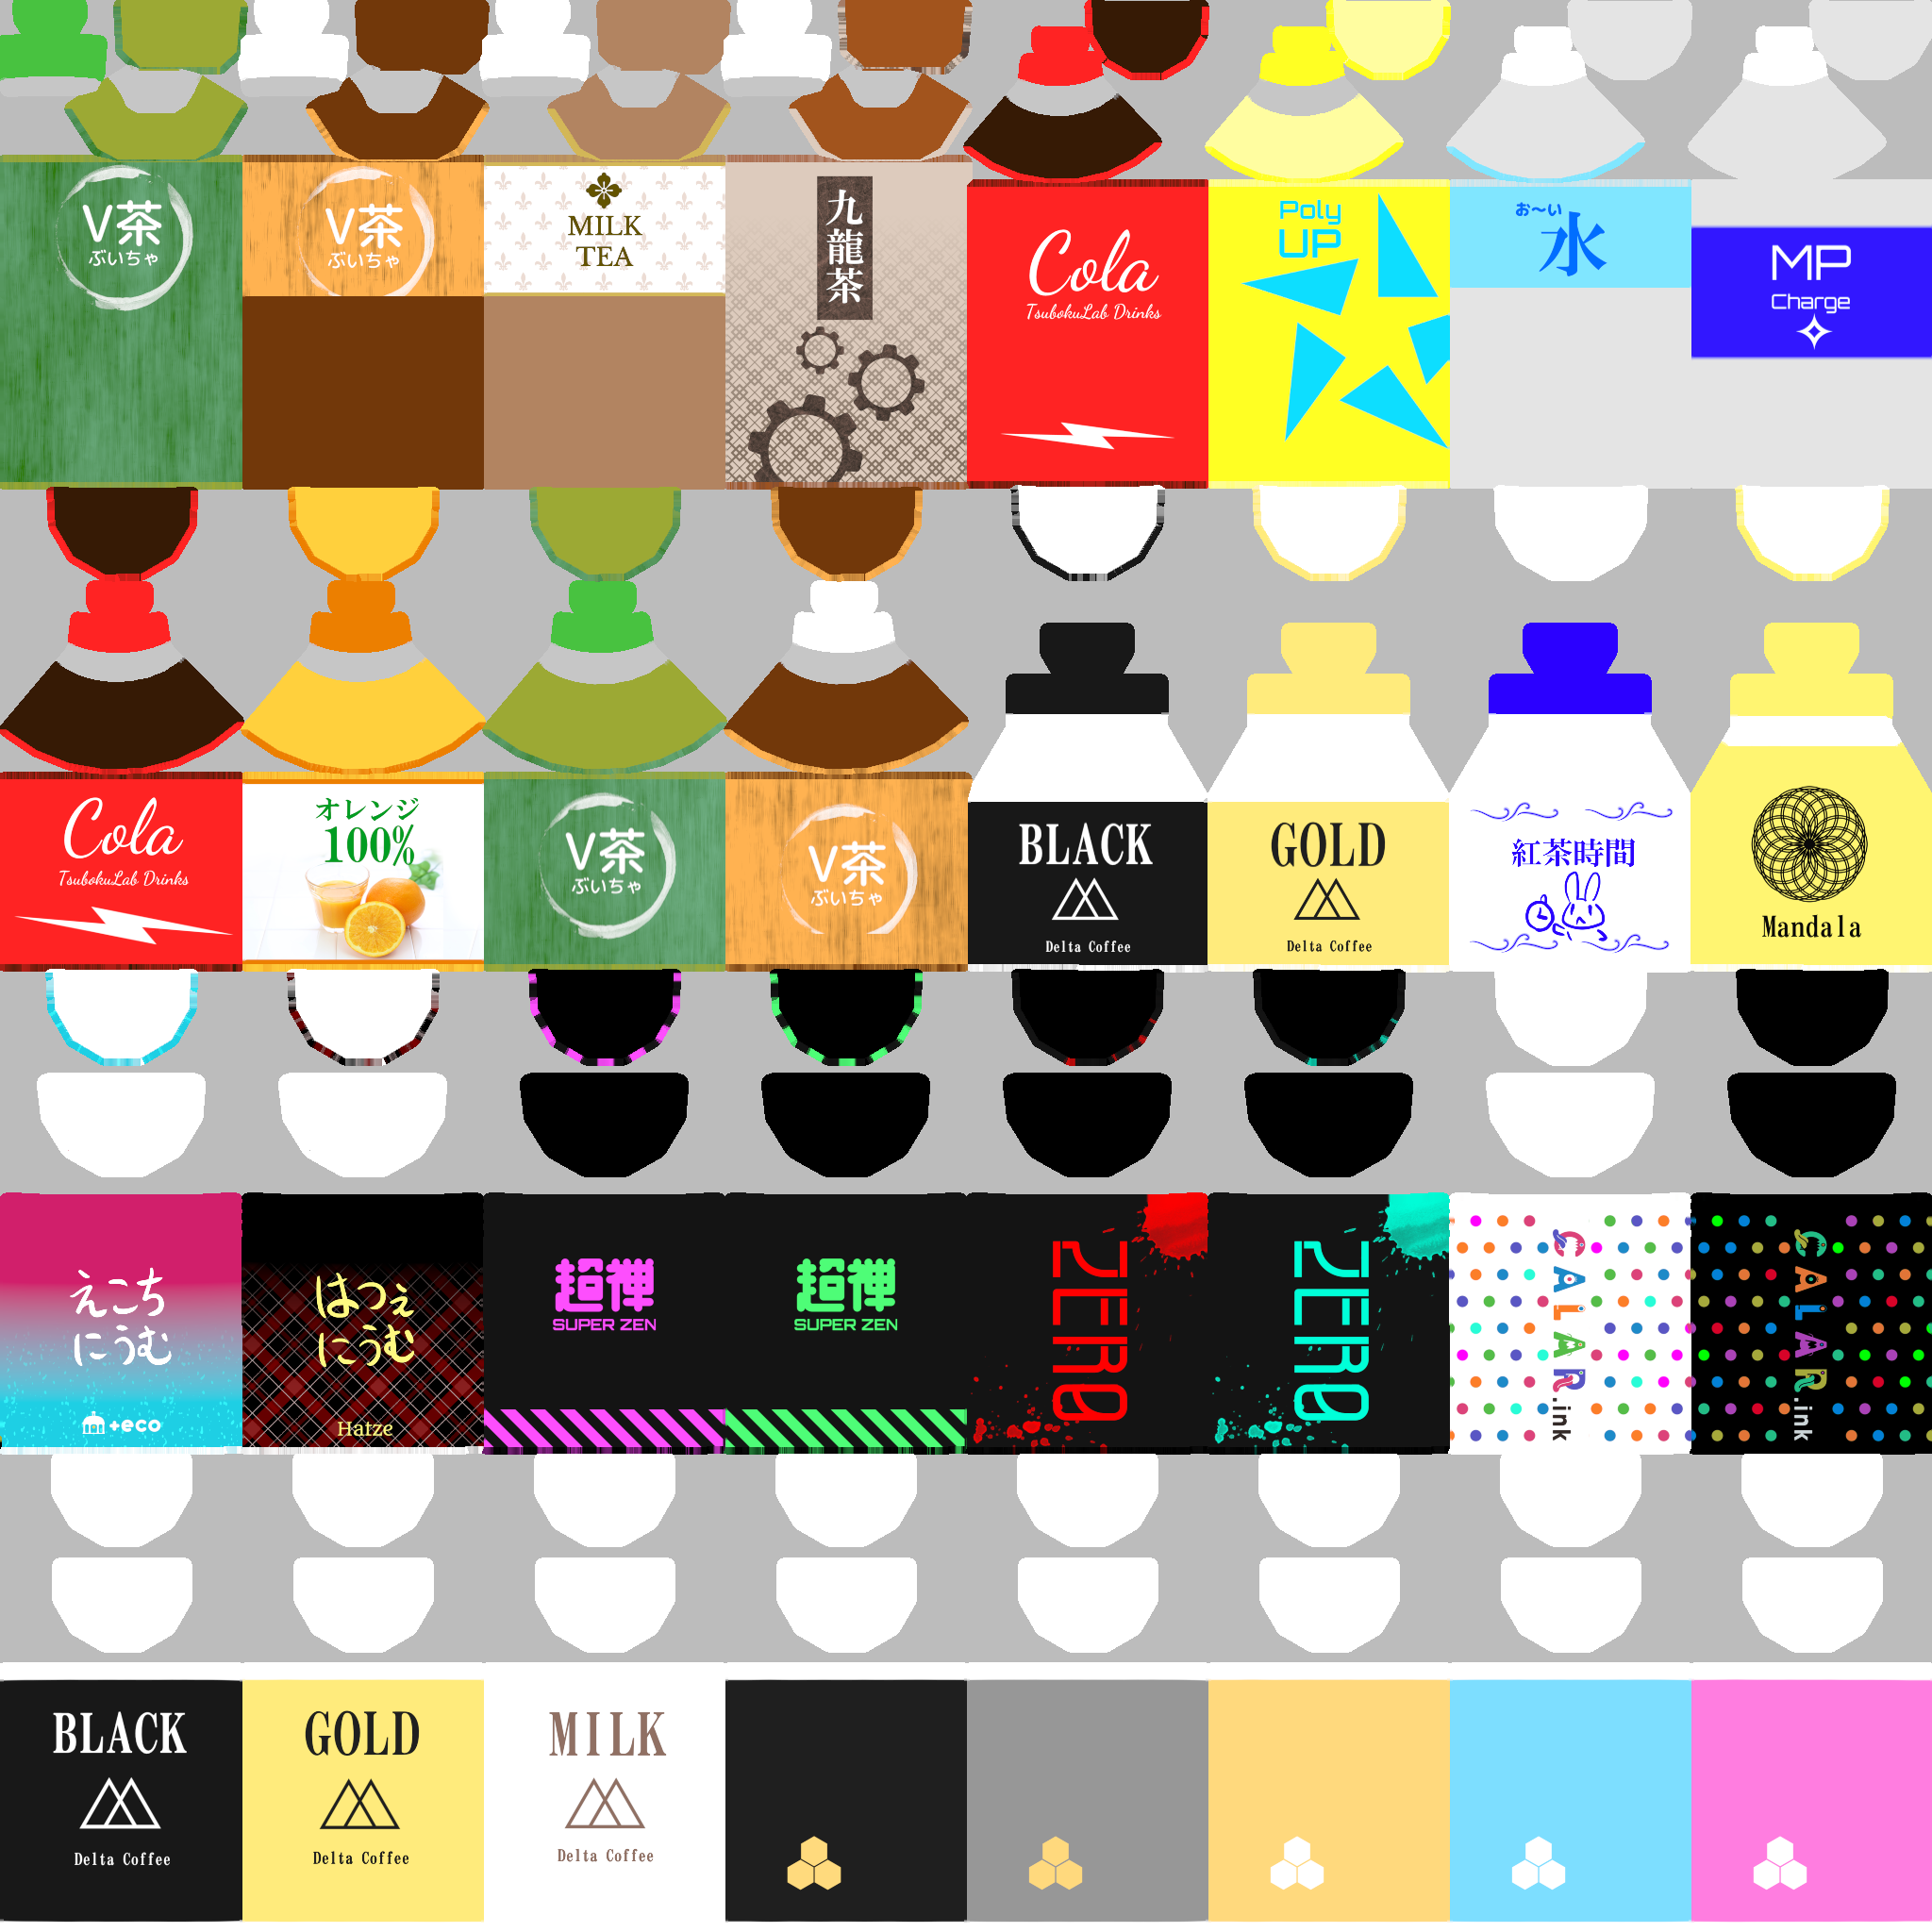 V茶
ぶいちゃ
V茶
ぶいちゃ
MILK
TEA
九龍茶
Cola
TsubokuLab Drinks
Poly
UP
お〜い
水
MP
Charge
Cola
TsubokuLab Drinks
オレンジ
100%
V茶
ぶいちゃ
V茶
ぶいちゃ
BLACK
Delta Coffee
GOLD
Delta Coffee
紅茶時間
Mandala
えこち
にうむ
+eco
はつぇ
にうむ
Hatze
超禅
SUPER ZEN
超禅
SUPER ZEN
ZERO
ZERO
CALAR.ink
CALAR.ink
BLACK
Delta Coffee
GOLD
Delta Coffee
MILK
Delta Coffee